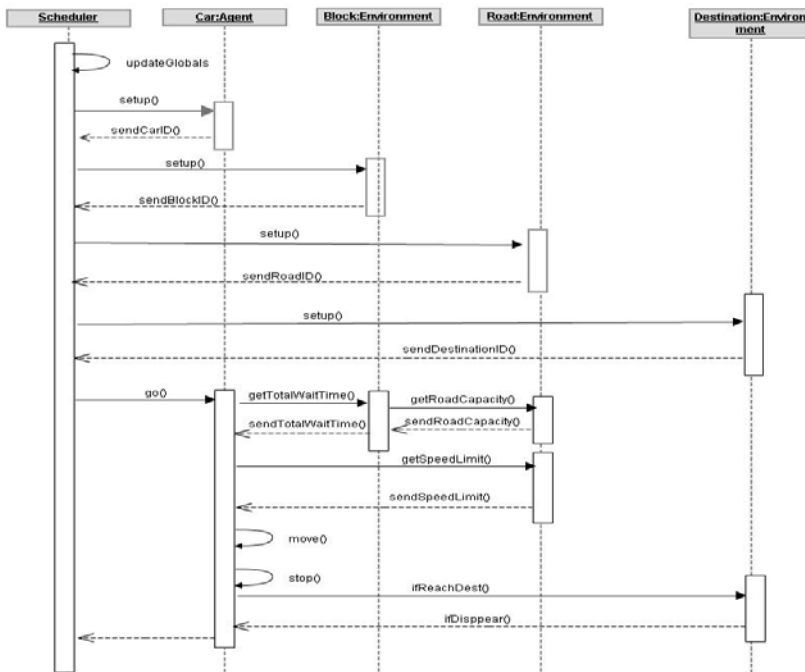 Scheduler
Car:Agent
Block:Environment
Road:Environment
Destination:Environ
ment
updateGlobals
setup()
sendCarID()
setup()
sendBlockID()
setup()
sendRoadID()
setup()
sendDestinationID()
go()
getTotalWaitTime()
getRoadCapacity()
sendTotalWaitTime()
sendRoadCapacity()
getSpeedLimit()
sendSpeedLimit()
move()
stop()
ifReachDest()
ifDisppear()